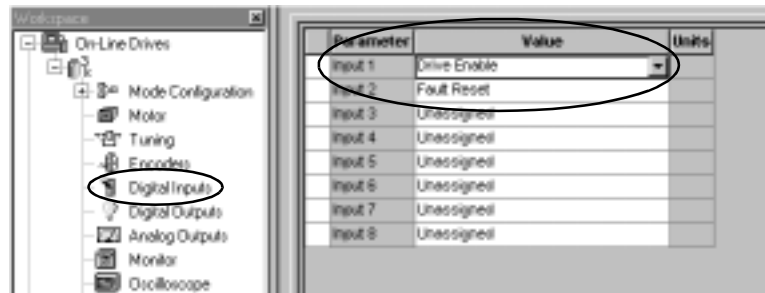 Workspace
On-Line Drives
Mode Configuration
Motor
Tuning
Encoders
Digital Inputs
Digital Outputs
Analog Outputs
Monitor
Oscilloscope
Parameter Value Units
Input 1 Drive Enable
Input 2 Fault Reset
Input 3 Unassigned
Input 4 Unassigned
Input 5 Unassigned
Input 6 Unassigned
Input 7 Unassigned
Input 8 Unassigned